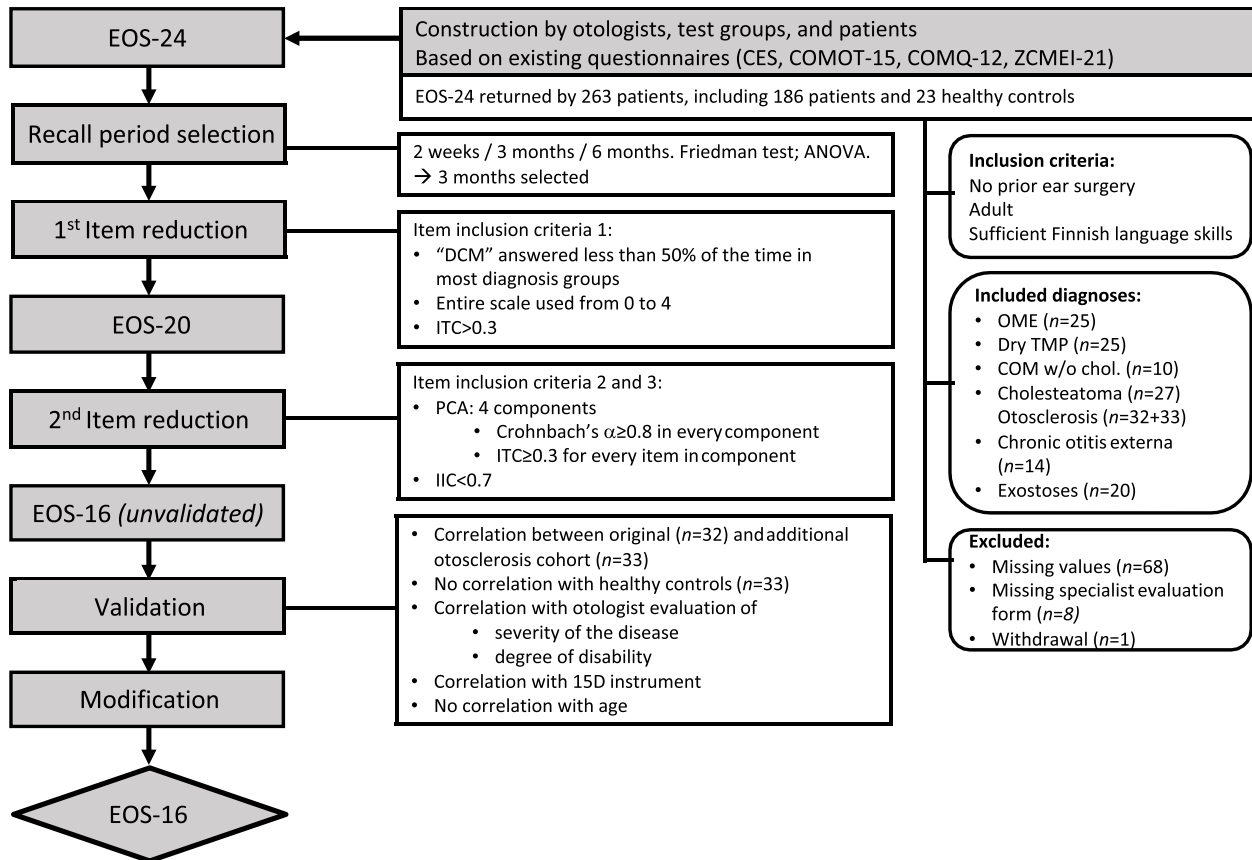 EOS-24
Construction by otologists, test groups, and patients
Based on existing questionnaires (CES, COMOT-15, COMQ-12, ZCMEI-21)
EOS-24 returned by 263 patients, including 186 patients and 23 healthy controls
Recall period selection
2 weeks / 3 months / 6 months. Friedman test; ANOVA.
→ 3 months selected
Inclusion criteria:
No prior ear surgery
Adult
Sufficient Finnish language skills
1st Item reduction
Item inclusion criteria 1:
• “DCM” answered less than 50% of the time in
most diagnosis groups
• Entire scale used from 0 to 4
• ITC>0.3
EOS-20
Included diagnoses:
• OME (n=25)
• Dry TMP (n=25)
• COM w/o chol. (n=10)
• Cholesteatoma (n=27)
Otosclerosis (n=32+33)
• Chronic otitis externa
(n=14)
• Exostoses (n=20)
2nd Item reduction
Item inclusion criteria 2 and 3:
• PCA: 4 components
• Crohnbach’s α≥0.8 in every component
• ITC≥0.3 for every item in component
• IIC<0.7
EOS-16 (unvalidated)
Excluded:
• Missing values (n=68)
• Missing specialist evaluation
form (n=8)
• Withdrawal (n=1)
Validation
• Correlation between original (n=32) and additional
otosclerosis cohort (n=33)
• No correlation with healthy controls (n=33)
• Correlation with otologist evaluation of
• severity of the disease
• degree of disability
• Correlation with 15D instrument
• No correlation with age
Modification
EOS-16